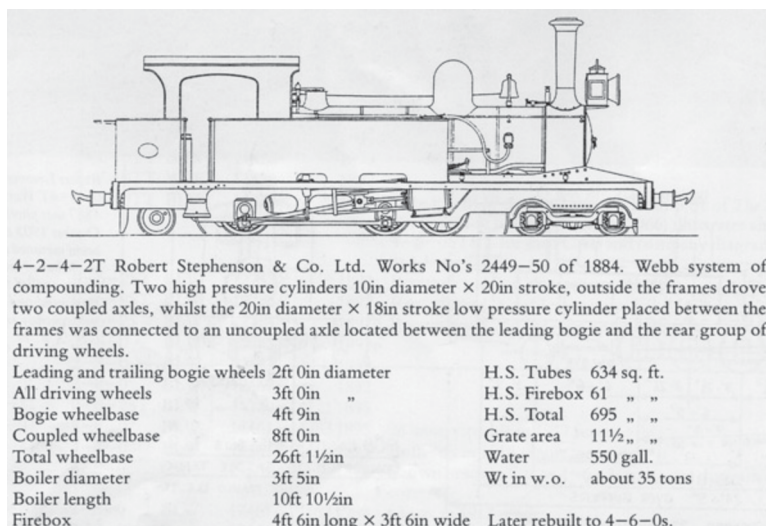 4–2–4–2T Robert Stephenson & Co. Ltd. Works No's 2449–50 of 1884. Webb system of
compounding. Two high pressure cylinders 10in diameter × 20in stroke, outside the frames drove
two coupled axles, whilst the 20in diameter × 18in stroke low pressure cylinder placed between the
frames was connected to an uncoupled axle located between the leading bogie and the rear group of
driving wheels.
Leading and trailing bogie wheels 2ft 0in diameter H.S. Tubes 634 sq. ft.
All driving wheels 3ft 0in „ H.S. Firebox 61 „ „
Bogie wheelbase 4ft 9in H.S. Total 695 „ „
Coupled wheelbase 8ft 0in Grate area 11½ „ „
Total wheelbase 26ft 1½in Water 550 gall.
Boiler diameter 3ft 5in Wt in w.o. about 35 tons
Boiler length 10ft 10½in
Firebox 4ft 6in long × 3ft 6in wide Later rebuilt to 4–6–0s.